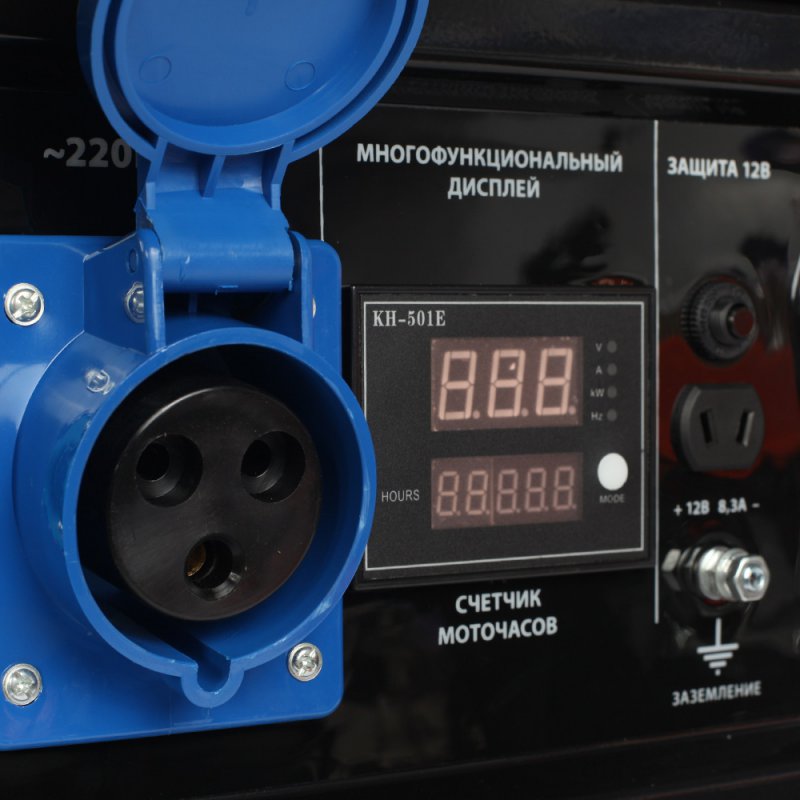 ~220
МНОГОФУНКЦИОНАЛЬНЫЙ
ДИСПЛЕЙ
ЗАЩИТА 12В
KH-501E
V
A
kW
Hz
HOURS
MODE
+ 12В 8,3А –
СЧЕТЧИК
МОТОЧАСОВ
ЗАЗЕМЛЕНИЕ